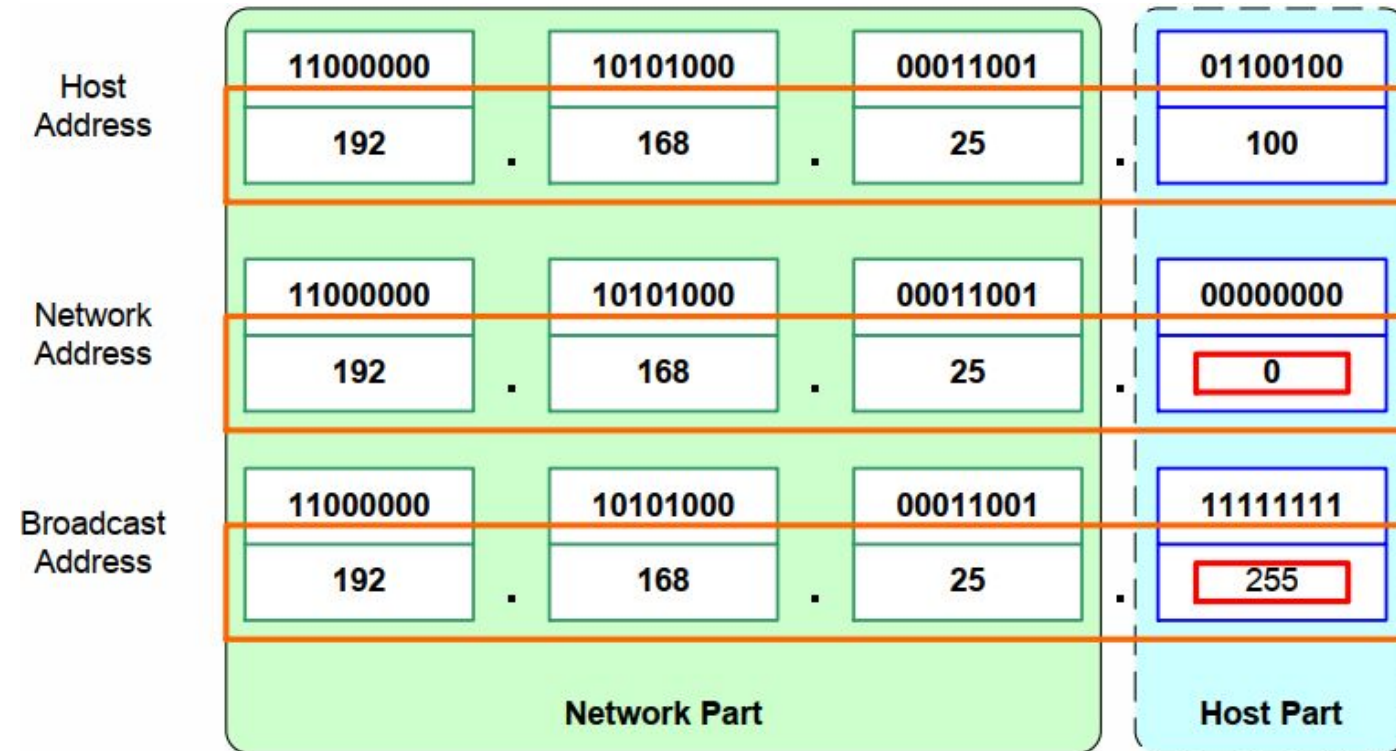 11000000 10101000 00011001 01100100
Host
Address
192 . 168 . 25 . 100
11000000 10101000 00011001 00000000
Network
Address
192 . 168 . 25 . 0
11000000 10101000 00011001 11111111
Broadcast
Address
192 . 168 . 25 . 255
Network Part Host Part